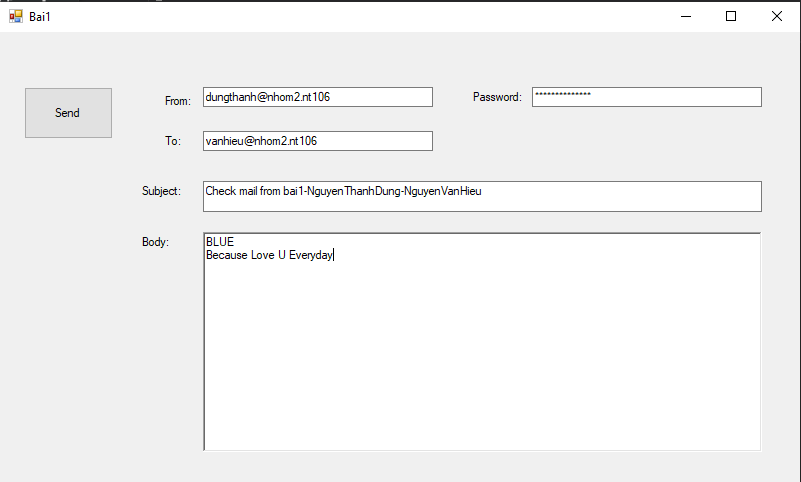 Bai1
Send
From: dungthanh@nhom2.nt106 Password: **************
To: vanhieu@nhom2.nt106
Subject: Check mail from bai1-NguyenThanhDung-NguyenVanHieu
Body: BLUE
Because Love U Everyday